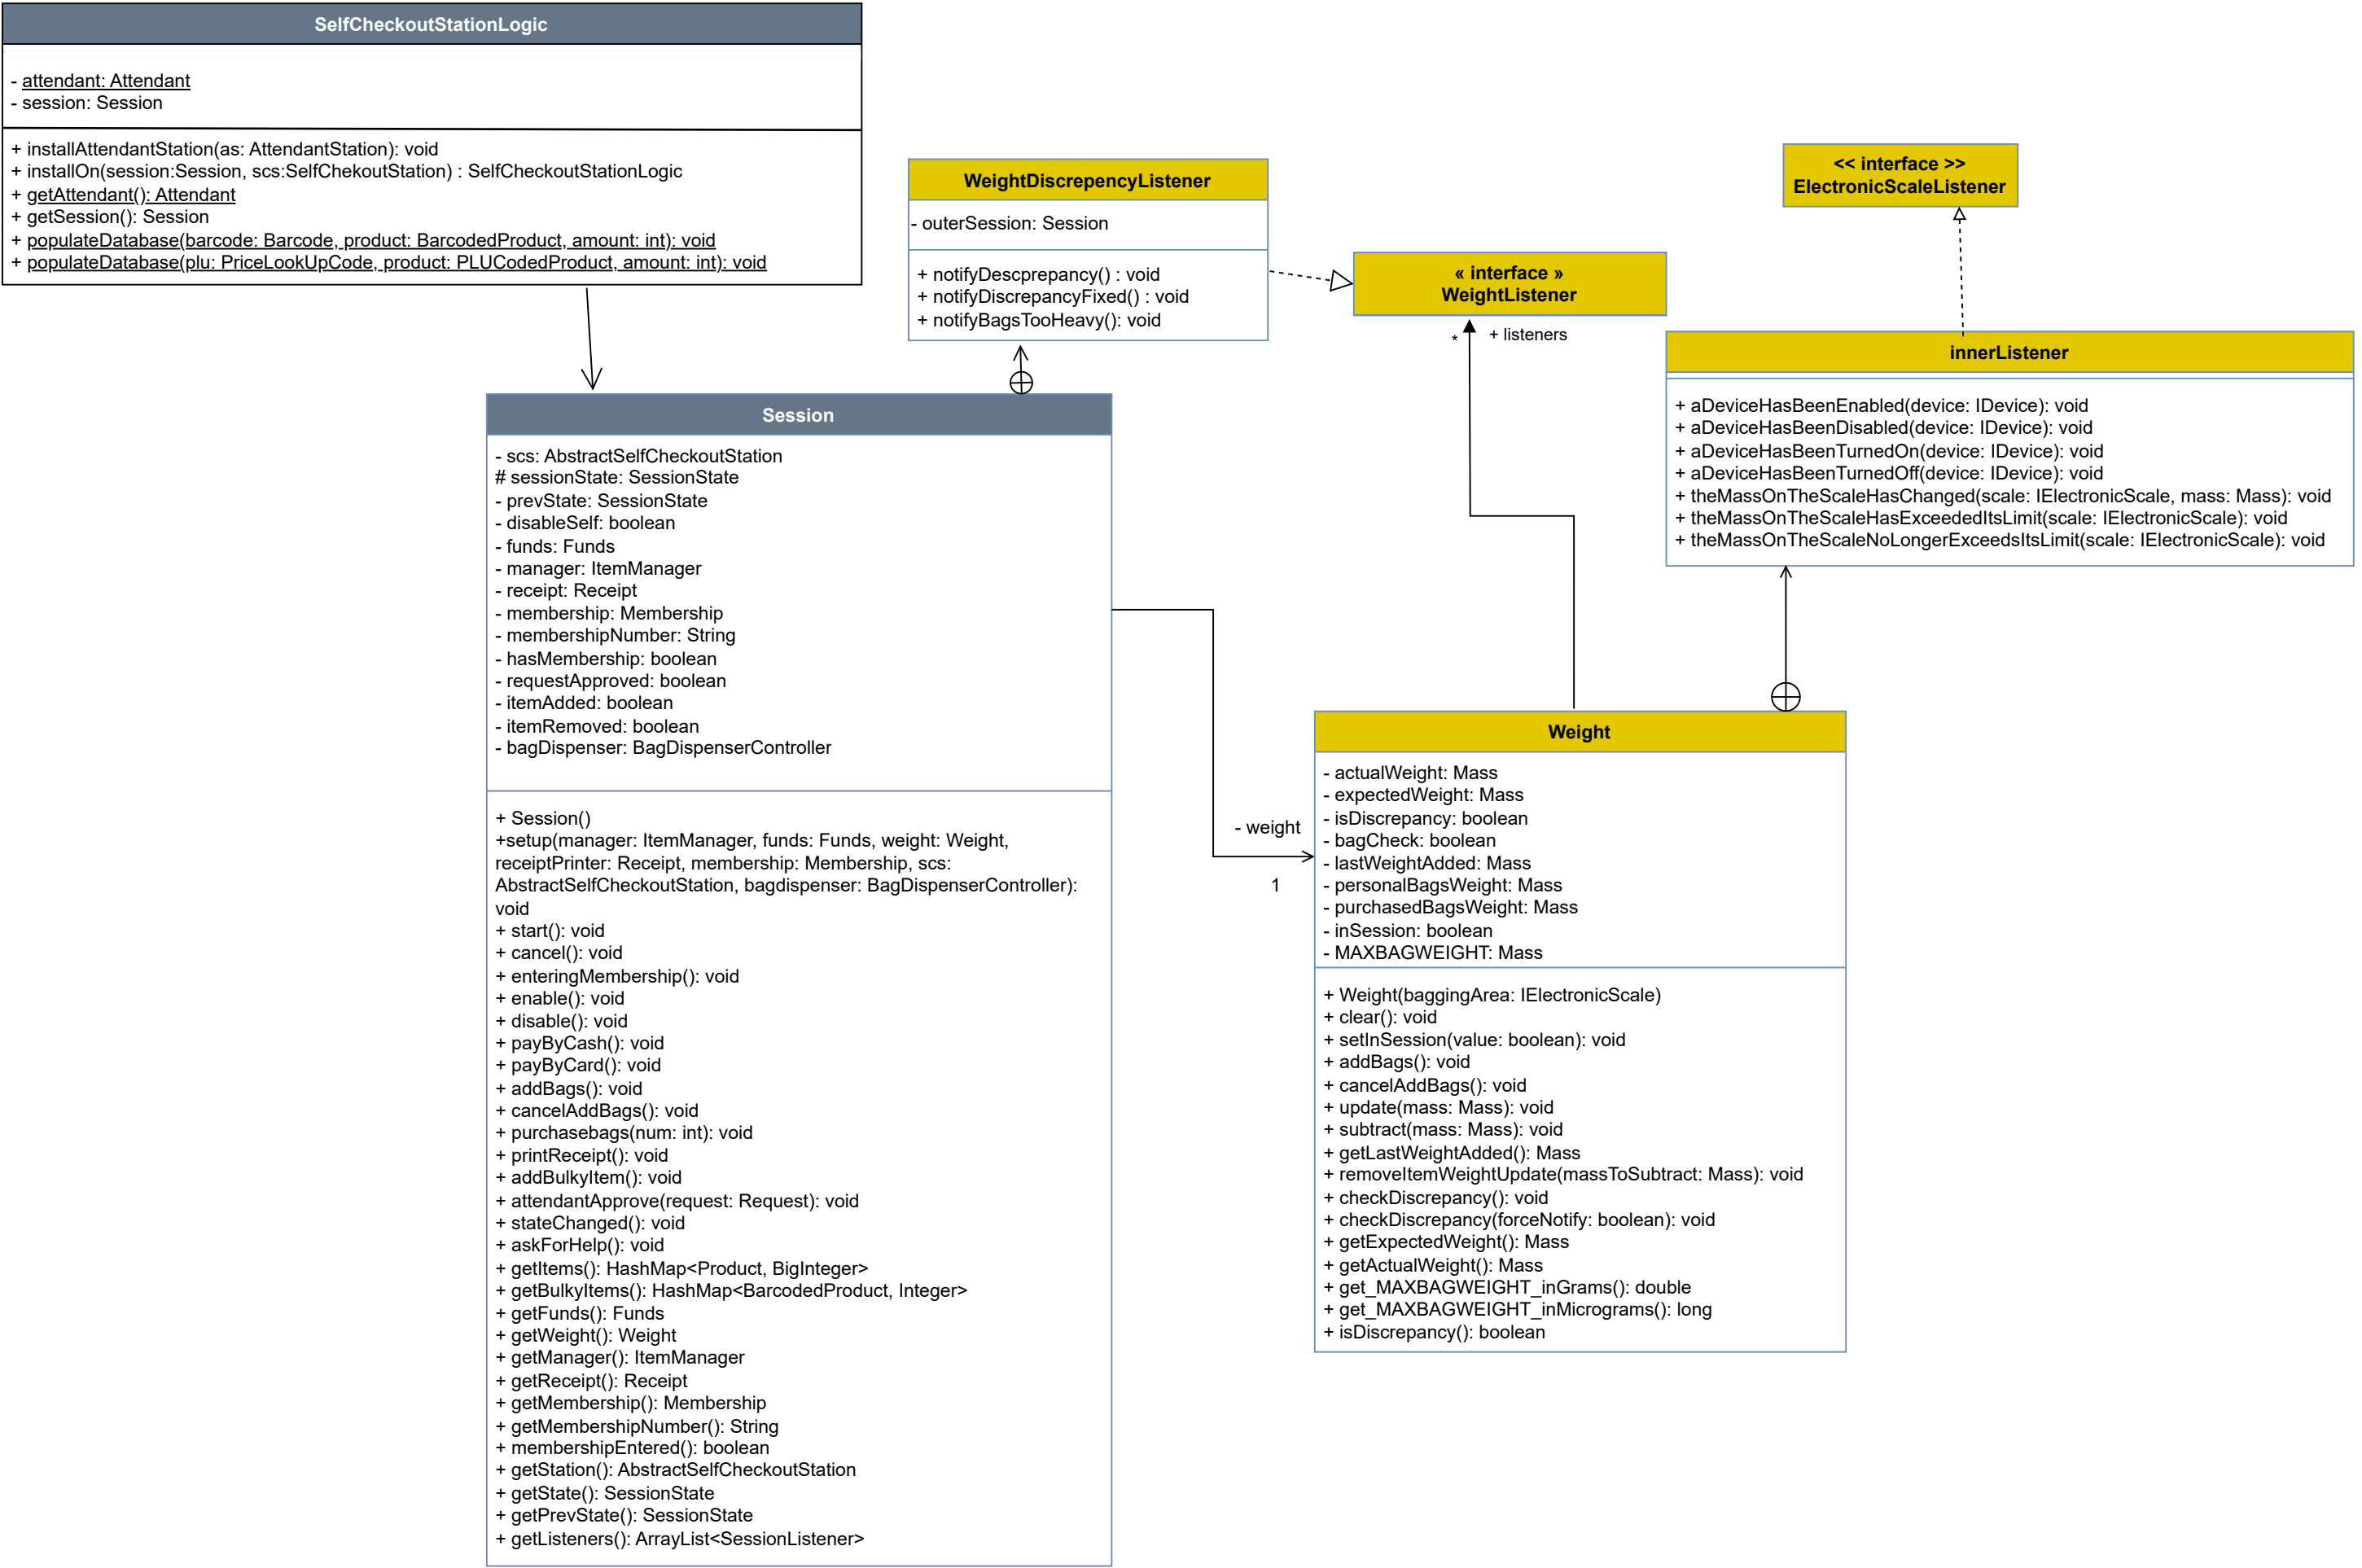 SelfCheckoutStationLogic
- attendant: Attendant
- session: Session
+ installAttendantStation(as: AttendantStation): void
+ installOn(session:Session, scs:SelfChekoutStation) : SelfCheckoutStationLogic
+ getAttendant(): Attendant
+ getSession(): Session
+ populateDatabase(barcode: Barcode, product: BarcodedProduct, amount: int): void
+ populateDatabase(plu: PriceLookUpCode, product: PLUCodedProduct, amount: int): void
WeightDiscrepencyListener
- outerSession: Session
+ notifyDescprepancy() : void
+ notifyDiscrepancyFixed() : void
+ notifyBagsTooHeavy(): void
« interface »
WeightListener
*
+ listeners
<< interface >>
ElectronicScaleListener
innerListener
+ aDeviceHasBeenEnabled(device: IDevice): void
+ aDeviceHasBeenDisabled(device: IDevice): void
+ aDeviceHasBeenTurnedOn(device: IDevice): void
+ aDeviceHasBeenTurnedOff(device: IDevice): void
+ theMassOnTheScaleHasChanged(scale: IElectronicScale, mass: Mass): void
+ theMassOnTheScaleHasExceededItsLimit(scale: IElectronicScale): void
+ theMassOnTheScaleNoLongerExceedsItsLimit(scale: IElectronicScale): void
Session
- scs: AbstractSelfCheckoutStation
# sessionState: SessionState
- prevState: SessionState
- disableSelf: boolean
- funds: Funds
- manager: ItemManager
- receipt: Receipt
- membership: Membership
- membershipNumber: String
- hasMembership: boolean
- requestApproved: boolean
- itemAdded: boolean
- itemRemoved: boolean
- bagDispenser: BagDispenserController
+ Session()
+setup(manager: ItemManager, funds: Funds, weight: Weight,
receiptPrinter: Receipt, membership: Membership, scs:
AbstractSelfCheckoutStation, bagdispenser: BagDispenserController):
void
+ start(): void
+ cancel(): void
+ enteringMembership(): void
+ enable(): void
+ disable(): void
+ payByCash(): void
+ payByCard(): void
+ addBags(): void
+ cancelAddBags(): void
+ purchasebags(num: int): void
+ printReceipt(): void
+ addBulkyItem(): void
+ attendantApprove(request: Request): void
+ stateChanged(): void
+ askForHelp(): void
+ getItems(): HashMap<Product, BigInteger>
+ getBulkyItems(): HashMap<BarcodedProduct, Integer>
+ getFunds(): Funds
+ getWeight(): Weight
+ getManager(): ItemManager
+ getReceipt(): Receipt
+ getMembership(): Membership
+ getMembershipNumber(): String
+ membershipEntered(): boolean
+ getStation(): AbstractSelfCheckoutStation
+ getState(): SessionState
+ getPrevState(): SessionState
+ getListeners(): ArrayList<SessionListener>
- weight
1
Weight
- actualWeight: Mass
- expectedWeight: Mass
- isDiscrepancy: boolean
- bagCheck: boolean
- lastWeightAdded: Mass
- personalBagsWeight: Mass
- purchasedBagsWeight: Mass
- inSession: boolean
- MAXBAGWEIGHT: Mass
+ Weight(baggingArea: IElectronicScale)
+ clear(): void
+ setInSession(value: boolean): void
+ addBags(): void
+ cancelAddBags(): void
+ update(mass: Mass): void
+ subtract(mass: Mass): void
+ getLastWeightAdded(): Mass
+ removeItemWeightUpdate(massToSubtract: Mass): void
+ checkDiscrepancy(): void
+ checkDiscrepancy(forceNotify: boolean): void
+ getExpectedWeight(): Mass
+ getActualWeight(): Mass
+ get_MAXBAGWEIGHT_inGrams(): double
+ get_MAXBAGWEIGHT_inMicrograms(): long
+ isDiscrepancy(): boolean